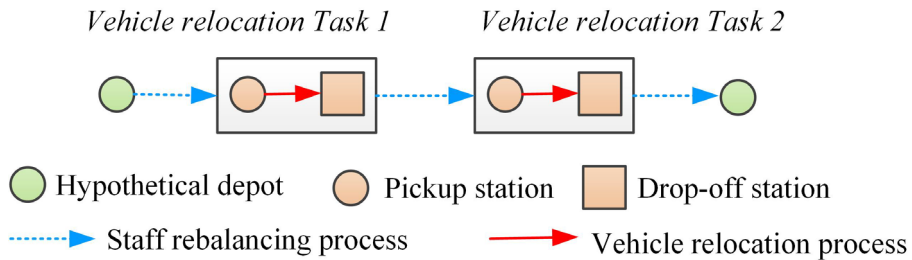 Vehicle relocation Task 1
Vehicle relocation Task 2
Hypothetical depot
Pickup station
Drop-off station
Staff rebalancing process
Vehicle relocation process